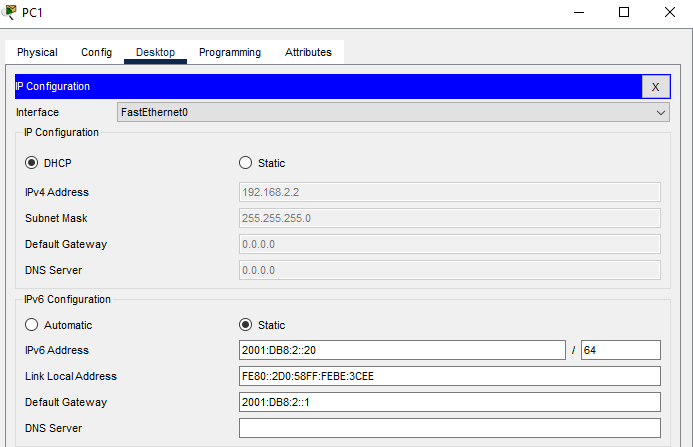 PC1
Physical Config Desktop Programming Attributes
IP Configuration X
Interface FastEthernet0
IP Configuration
DHCP Static
IPv4 Address 192.168.2.2
Subnet Mask 255.255.255.0
Default Gateway 0.0.0.0
DNS Server 0.0.0.0
IPv6 Configuration
Automatic Static
IPv6 Address 2001:DB8:2::20 / 64
Link Local Address FE80::2D0:58FF:FEBE:3CEE
Default Gateway 2001:DB8:2::1
DNS Server